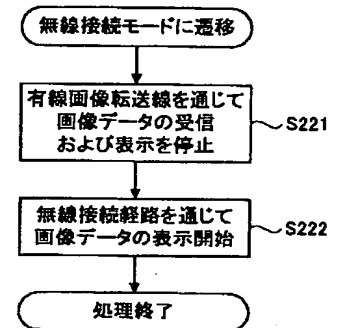 無線接続モードに遷移
有線画像転送線を通じて
画像データの受信
および表示を停止
S221
無線接続経路を通じて
画像データの表示開始
S222
処理終了